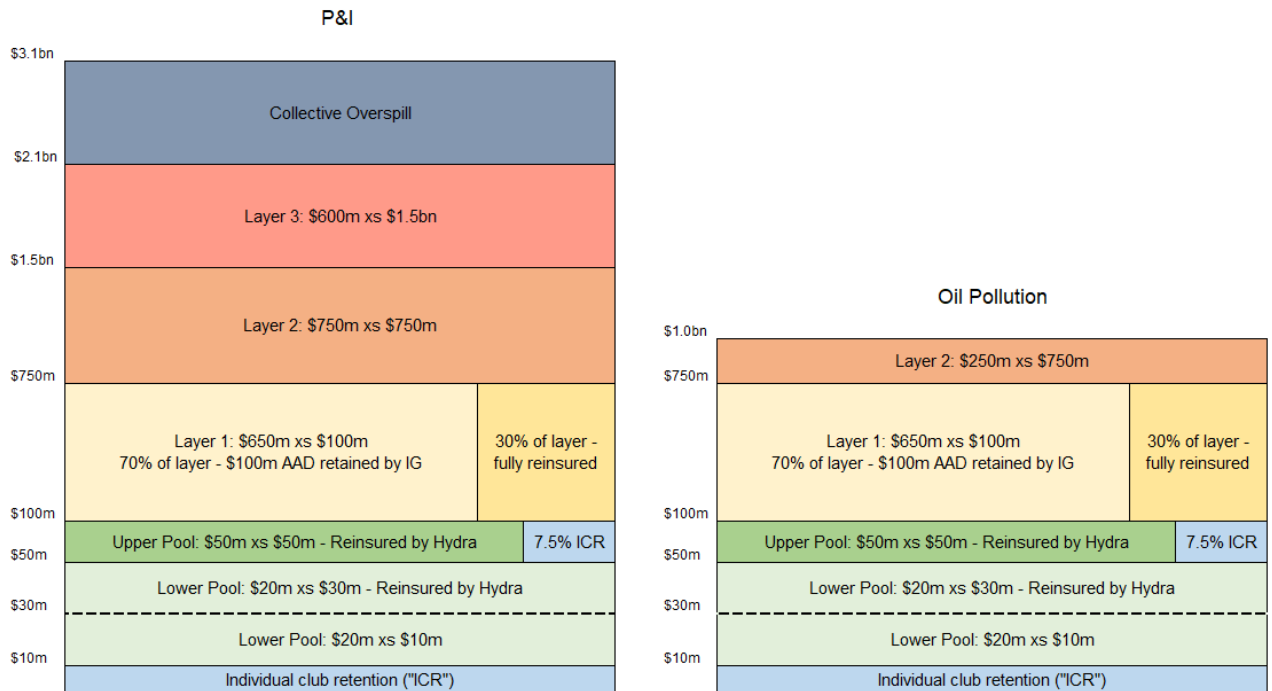 P&I
$3.1bn
Collective Overspill
$2.1bn
Layer 3: $600m xs $1.5bn
$1.5bn
Layer 2: $750m xs $750m
$750m
Layer 1: $650m xs $100m
70% of layer - $100m AAD retained by IG
30% of layer -
fully reinsured
$100m
Upper Pool: $50m xs $50m - Reinsured by Hydra
7.5% ICR
$50m
Lower Pool: $20m xs $30m - Reinsured by Hydra
$30m
Lower Pool: $20m xs $10m
$10m
Individual club retention ("ICR")
Oil Pollution
$1.0bn
Layer 2: $250m xs $750m
$750m
Layer 1: $650m xs $100m
70% of layer - $100m AAD retained by IG
30% of layer -
fully reinsured
$100m
Upper Pool: $50m xs $50m - Reinsured by Hydra
7.5% ICR
$50m
Lower Pool: $20m xs $30m - Reinsured by Hydra
$30m
Lower Pool: $20m xs $10m
$10m
Individual club retention ("ICR")